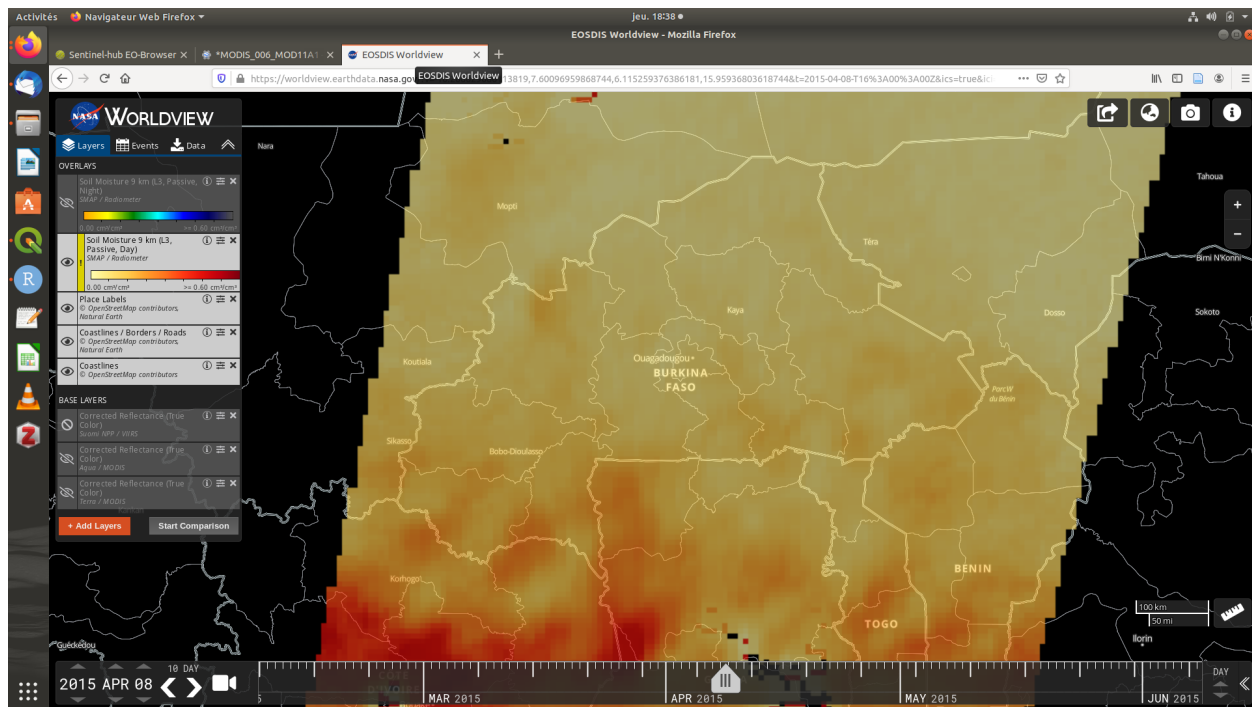 Activités
Navigateur Web Firefox
jeu. 18:38
EOSDIS Worldview - Mozilla Firefox
Sentinel-hub EO-Browser
*MODIS_006_MOD11A1
EOSDIS Worldview
https://worldview.earthdata.nasa.gov
EOSDIS Worldview
13819,7.60096959868744,6.115259376386181,15.95936803618744&t=2015-04-08-T16%3A00%3A00Z&ics=true&ici
NASA WORLDVIEW
Layers
Events
Data
OVERLAYS
Soil Moisture 9 km (L3, Passive,
Night)
SMAP / Radiometer
0.00 cm³/cm³
>= 0.60 cm³/cm³
Soil Moisture 9 km (L3,
Passive, Day)
SMAP / Radiometer
0.00 cm³/cm³
>= 0.60 cm³/cm³
Place Labels
© OpenStreetMap contributors,
Natural Earth
Coastlines / Borders / Roads
© OpenStreetMap contributors,
Natural Earth
Coastlines
© OpenStreetMap contributors
BASE LAYERS
Corrected Reflectance (True
Color)
Suomi NPP / VIIRS
Corrected Reflectance (True
Color)
Aqua / MODIS
Corrected Reflectance (True
Color)
Terra / MODIS
+ Add Layers
Start Comparison
Nara
Tahoua
Mopti
Téra
Birni N'Konni
Kaya
Dosso
Sokoto
Koutiala
Ouagadougou
BURKINA
FASO
Parc W
du Bénin
Sikasso
Bobo-Dioulasso
Kankan
Korhogo
BENIN
TOGO
100 km
50 mi
Guéckédou
Ilorin
CÔTE
D'IVOIRE
10 DAY
2015 APR 08
MAR 2015
APR 2015
MAY 2015
JUN 2015
DAY